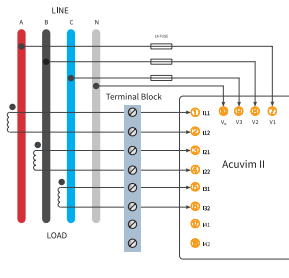 LINE
A B C N
1A FUSE
Terminal Block
Vn V3 V2 V1
I11
I12
I21
Acuvim II
I22
I31
I32
I41
I42
LOAD